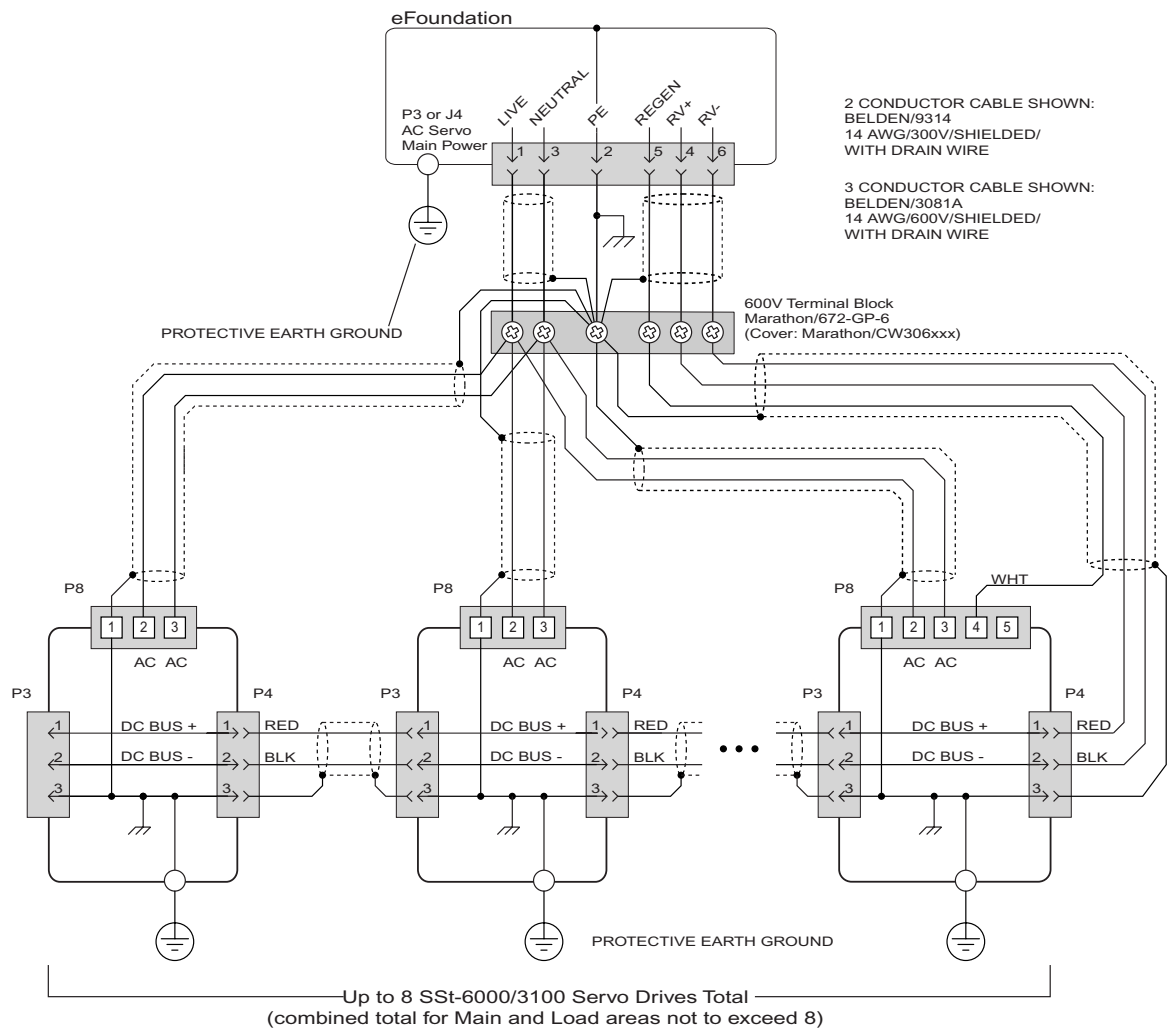 eFoundation
P3 or J4
AC Servo
Main Power
LIVE
NEUTRAL
PE
REGEN
RV+
RV-
1 3 2 5 4 6
2 CONDUCTOR CABLE SHOWN:
BELDEN/9314
14 AWG/300V/SHIELDED/
WITH DRAIN WIRE
3 CONDUCTOR CABLE SHOWN:
BELDEN/3081A
14 AWG/600V/SHIELDED/
WITH DRAIN WIRE
PROTECTIVE EARTH GROUND
600V Terminal Block
Marathon/672-GP-6
(Cover: Marathon/CW306xxx)
P8
1 2 3
AC AC
P3
P4
1 DC BUS + 1 RED
2 DC BUS - 2 BLK
3 3
P8
1 2 3
AC AC
P3
P4
1 DC BUS + 1 RED
2 DC BUS - 2 BLK
3 3
P8
WHT
1 2 3 4 5
AC AC
P3
P4
1 DC BUS + 1 RED
2 DC BUS - 2 BLK
3 3
PROTECTIVE EARTH GROUND
Up to 8 SSt-6000/3100 Servo Drives Total
(combined total for Main and Load areas not to exceed 8)